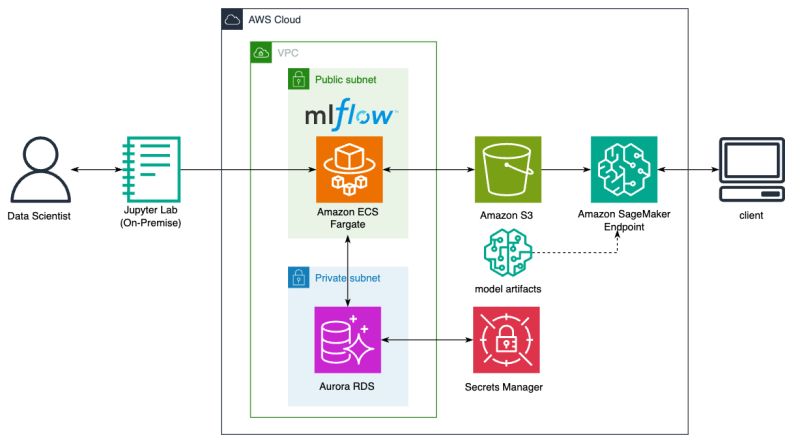 AWS Cloud
VPC
Public subnet
mlflow™
Data Scientist
Jupyter Lab
(On-Premise)
Amazon ECS
Fargate
Amazon S3
Amazon SageMaker
Endpoint
client
model artifacts
Private subnet
Aurora RDS
Secrets Manager